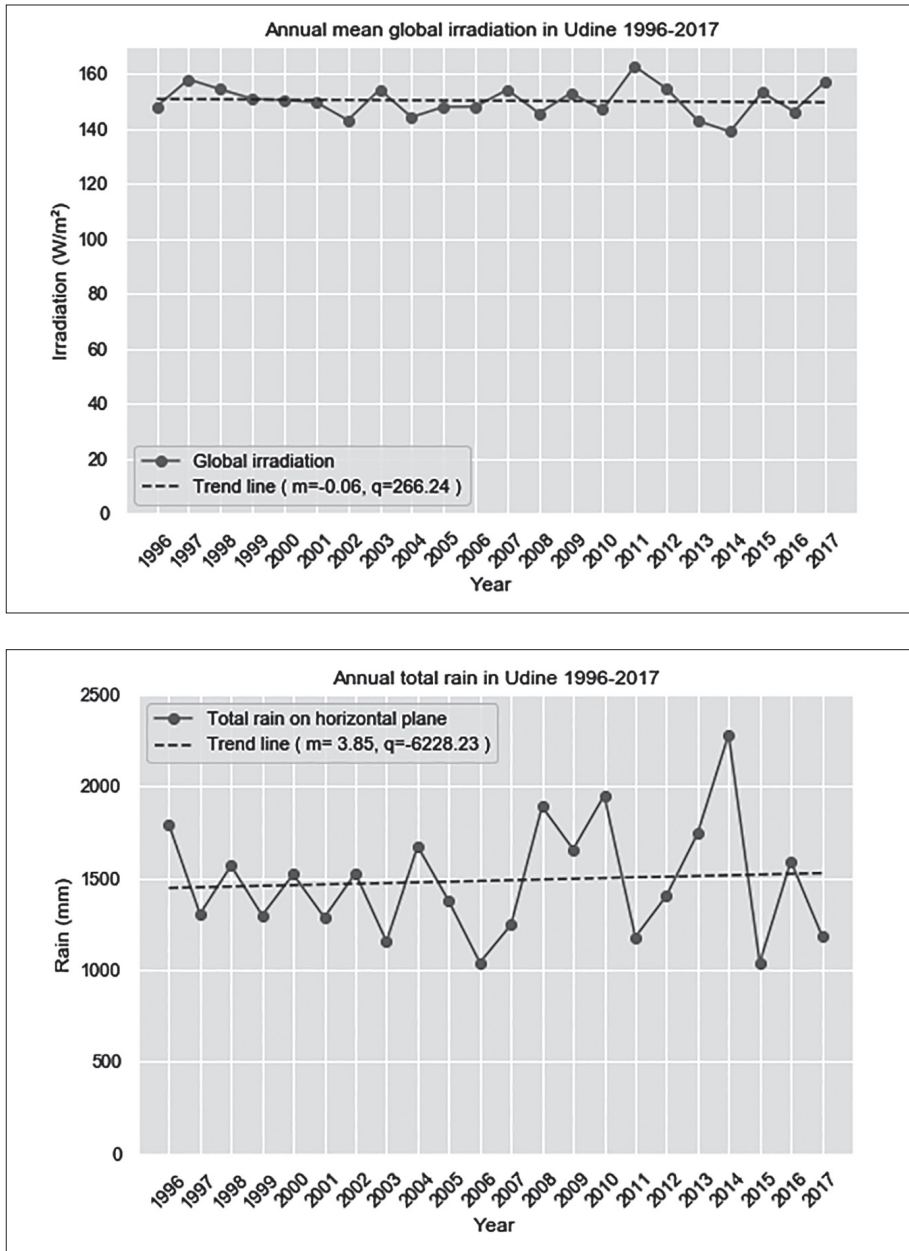 Annual mean global irradiation in Udine 1996-2017
160
140
120
100
80
60
40
20
0
Irradiation (W/m²)
Global irradiation
Trend line ( m=-0.06, q=266.24 )
1996 1997 1998 1999 2000 2001 2002 2003 2004 2005 2006 2007 2008 2009 2010 2011 2012 2013 2014 2015 2016 2017
Year
Annual total rain in Udine 1996-2017
2500
2000
1500
1000
500
0
Rain (mm)
Total rain on horizontal plane
Trend line ( m= 3.85, q=-6228.23 )
1996 1997 1998 1999 2000 2001 2002 2003 2004 2005 2006 2007 2008 2009 2010 2011 2012 2013 2014 2015 2016 2017
Year